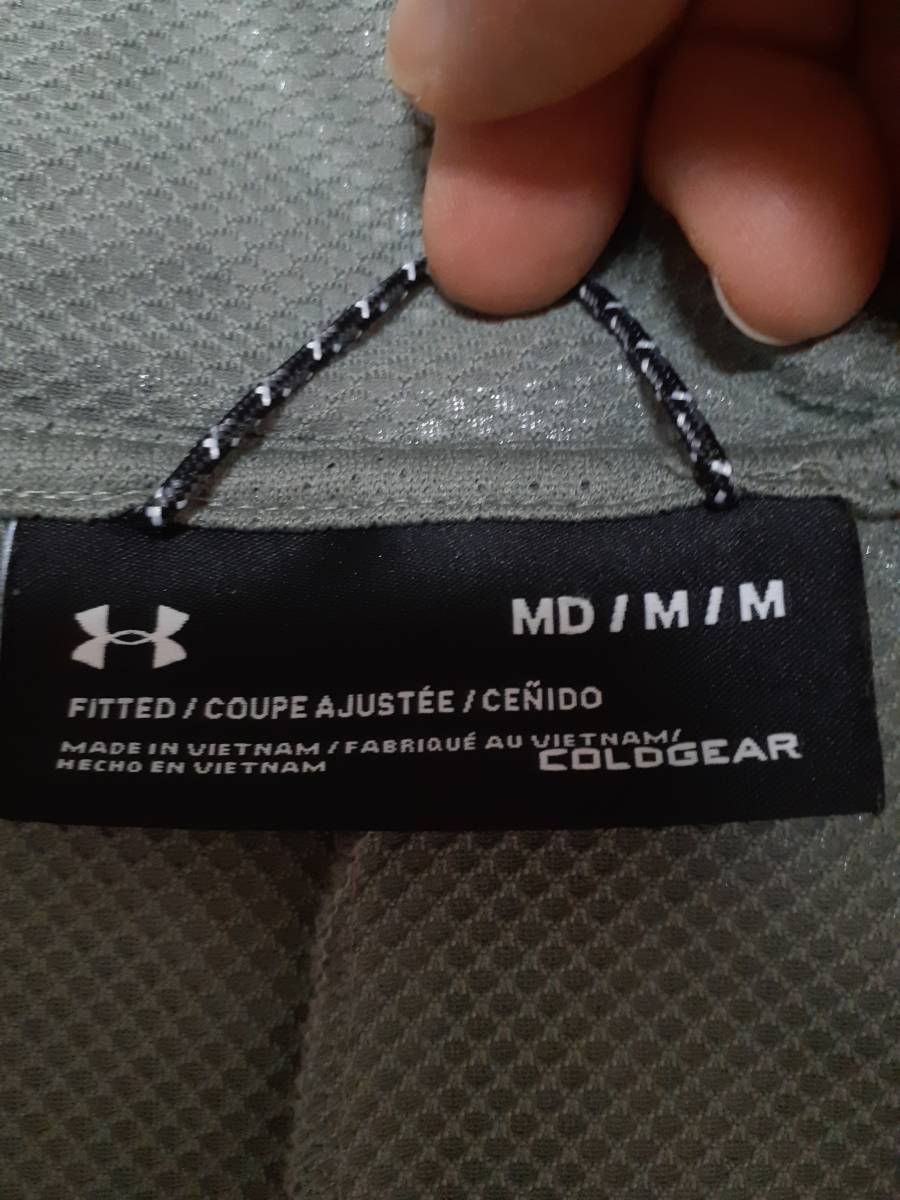 MD / M / M
FITTED / COUPE AJUSTÉE / CEÑIDO
MADE IN VIETNAM / FABRIQUÉ AU VIETNAM/
HECHO EN VIETNAM
COLDGEAR